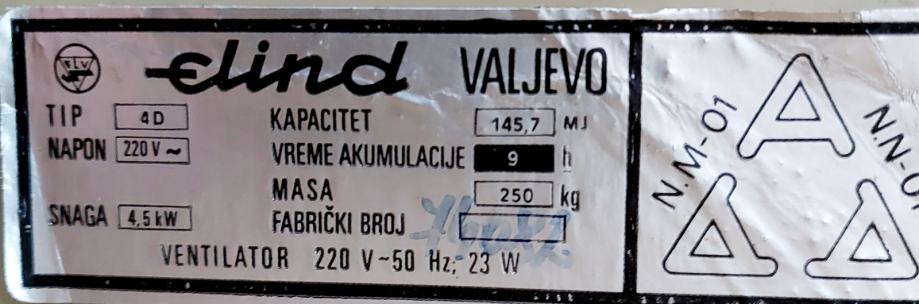 ELV
Elind VALJEVO
TIP 4D KAPACITET 145,7 MJ
NAPON 220 V ~ VREME AKUMULACIJE 9 h
MASA 250 kg
SNAGA 4,5 kW FABRIČKI BROJ
VENTILATOR 220 V~50 Hz; 23 W
N.M-01
A